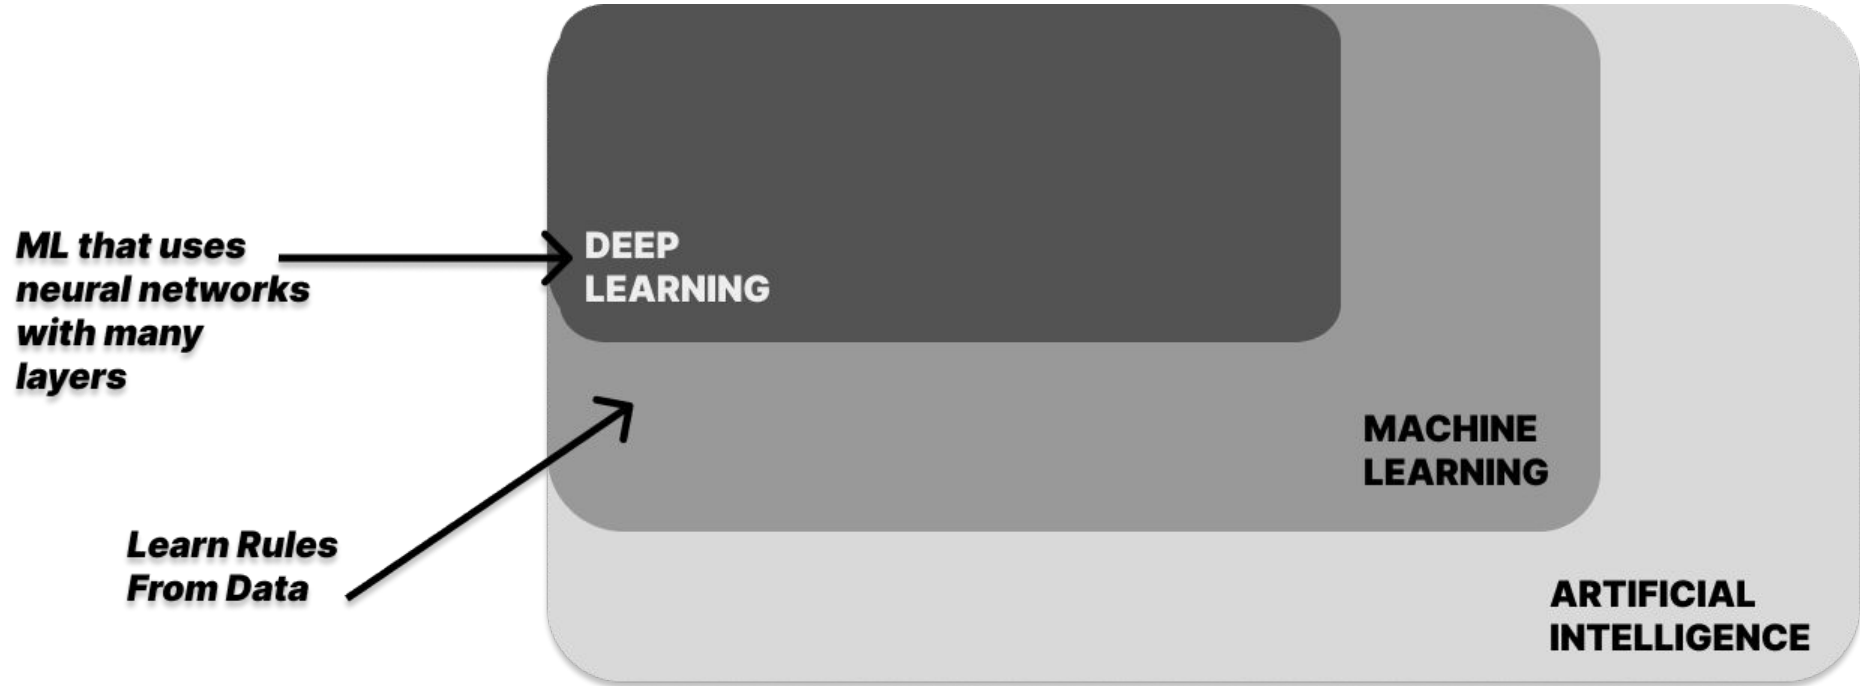 ML that uses
neural networks
with many
layers
DEEP
LEARNING
MACHINE
LEARNING
Learn Rules
From Data
ARTIFICIAL
INTELLIGENCE